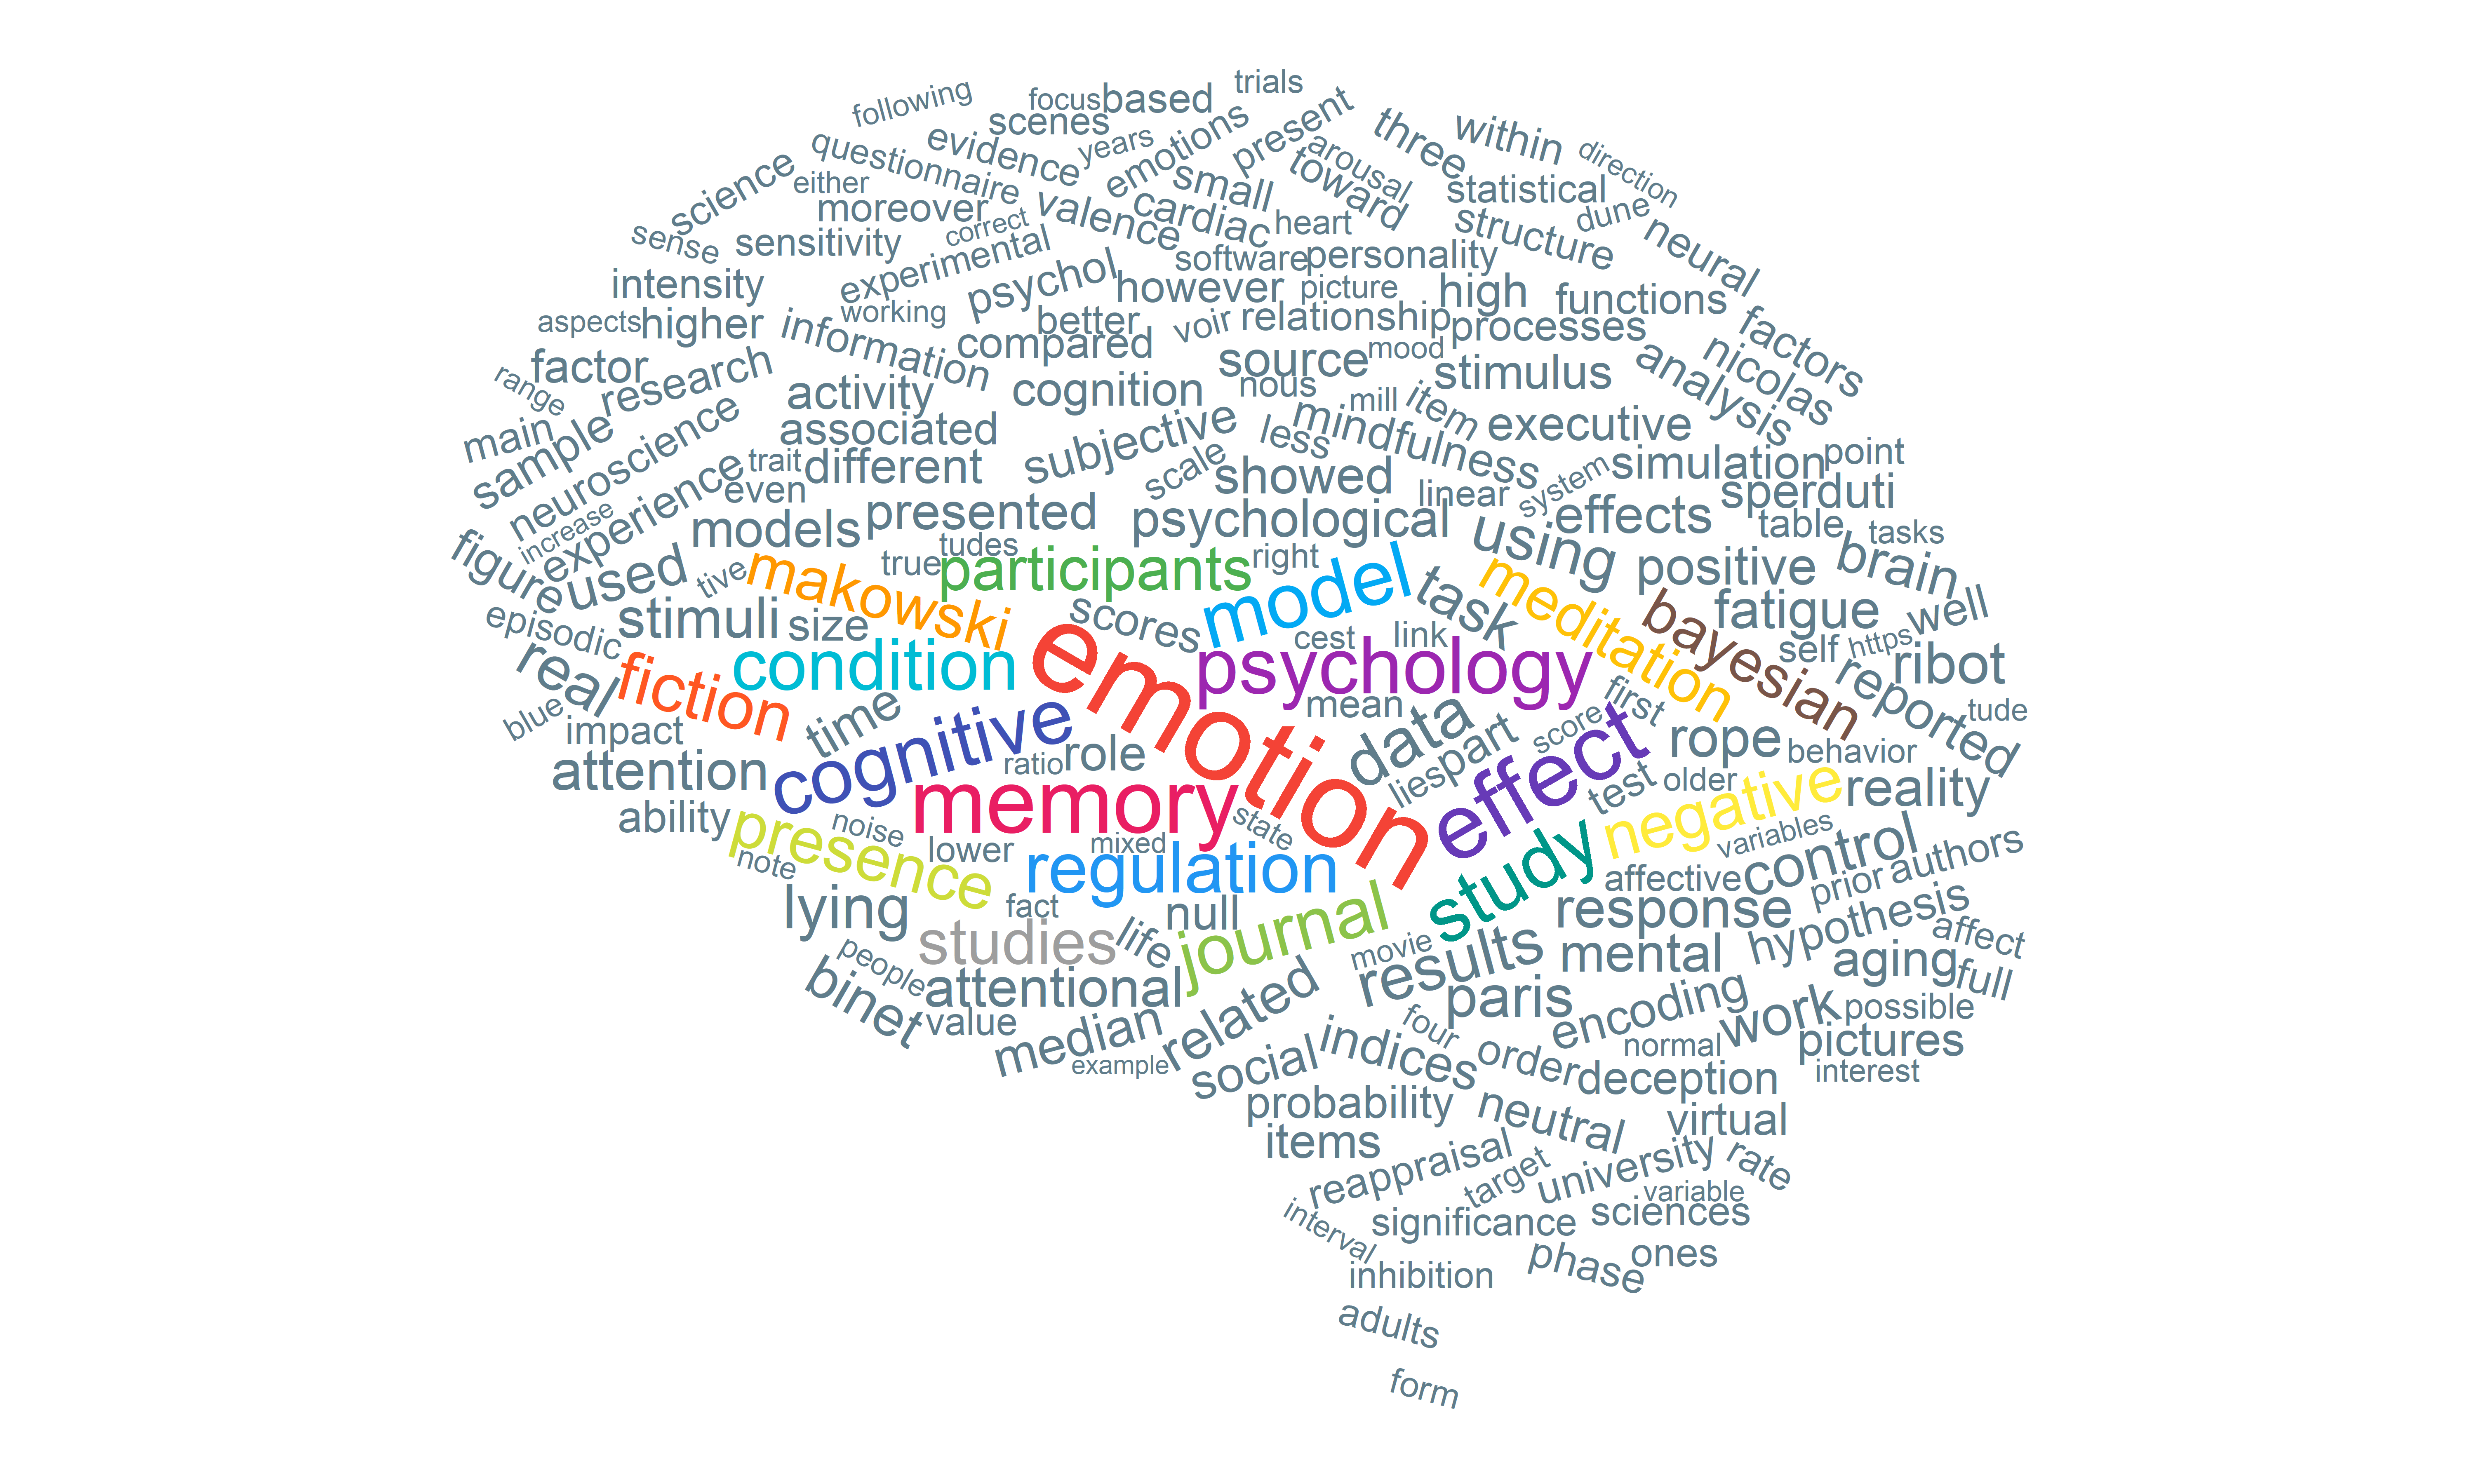 trials
following
focus
based
scenes
evidence
years
emotions
present
three
within
direction
questionnaire
science
either
small
toward
arousal
statistical
moreover
valence
cardiac
heart
structure
dune
neural
sense
sensitivity
correct
experimental
psychol
software
personality
intensity
however
picture
high
functions
aspects
higher
working
information
better
voir
relationship
processes
factors
factor
compared
source
mood
nicolas
range
research
activity
cognition
nous
stimulus
analysis
main
sample
neuroscience
associated
subjective
less
mill
item
mindfulness
executive
trait
different
scale
showed
simulation
point
experience
even
linear
system
sperduti
increase
models
presented
psychological
using
effects
table
tasks
figure
used
tive
true
tudes
participants
right
model
task
positive
brain
makowski
meditation
bayesian
fatigue
well
episodic
stimuli
size
scores
cest
link
self
https
ribot
real
fiction
condition
emotion
psychology
reported
blue
impact
time
cognitive
mean
data
first
rope
behavior
tude
attention
ratio
role
liespart
score
effect
test
older
reality
ability
presence
noise
memory
state
negative
variables
note
lower
mixed
regulation
study
affective
control
prior
authors
lying
fact
null
response
hypothesis
affect
studies
life
journal
movie
results
mental
aging
full
people
binet
attentional
paris
encoding
work
possible
value
median
related
four
normal
pictures
example
social
indices
order
deception
interest
probability
neutral
virtual
items
reappraisal
target
university
rate
variable
interval
significance
sciences
inhibition
phase
ones
adults
form